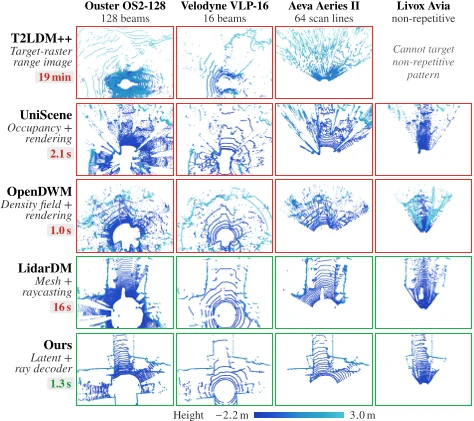 Ouster OS2-128 Velodyne VLP-16 Aeva Aeries II Livox Avia
128 beams 16 beams 64 scan lines non-repetitive
T2LDM++
Target-raster
range image
19 min
Cannot target
non-repetitive
pattern
UniScene
Occupancy +
rendering
2.1 s
OpenDWM
Density field +
rendering
1.0 s
LidarDM
Mesh +
raycasting
16 s
Ours
Latent +
ray decoder
1.3 s
Height −2.2 m 3.0 m